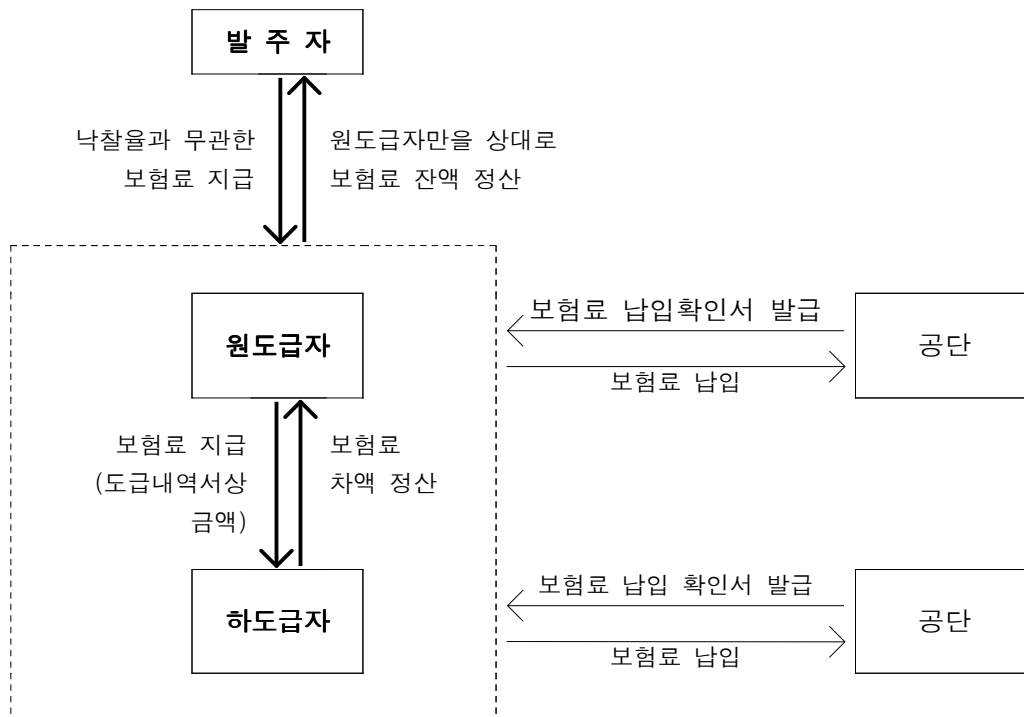 발 주 자
낙찰율과 무관한
보험료 지급
원도급자만을 상대로
보험료 잔액 정산
원도급자
보험료 납입확인서 발급
보험료 납입
공단
보험료 지급
(도급내역서상
금액)
보험료
차액 정산
하도급자
보험료 납입 확인서 발급
보험료 납입
공단